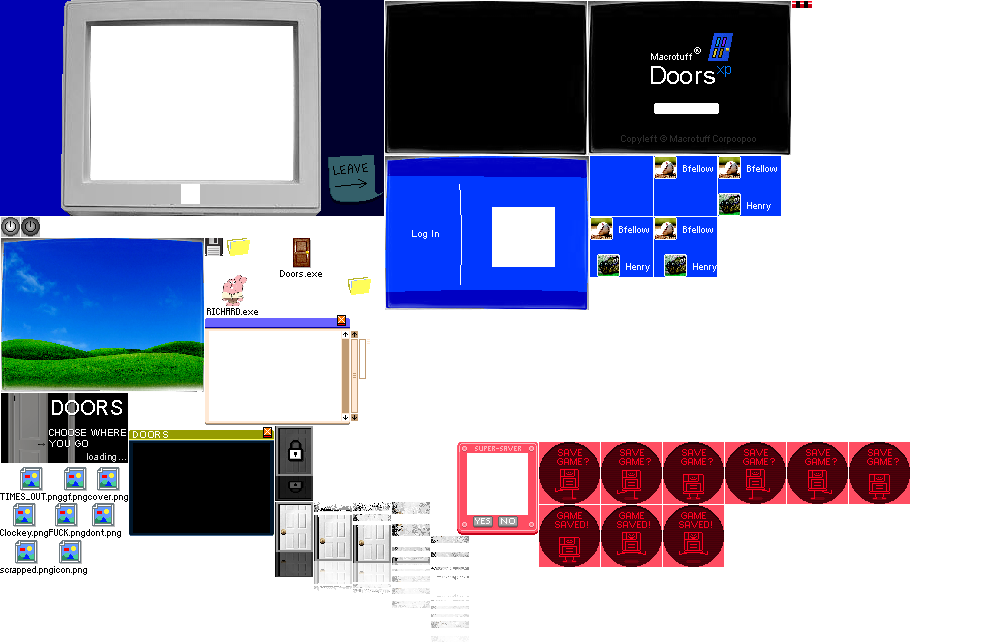 Macrotuff®
Doors xp
Copyleft © Macrotuff Corpoopoo
LEAVE
Log In
Bfellow
Bfellow
Henry
Bfellow
Bfellow
Henry
Henry
Doors.exe
RICHARD.exe
DOORS
CHOOSE WHERE
YOU GO
loading...
DOORS
SUPER-SAVER
YES NO
SAVE
GAME?
SAVE
GAME?
SAVE
GAME?
SAVE
GAME?
SAVE
GAME?
SAVE
GAME?
GAME
SAVED!
GAME
SAVED!
GAME
SAVED!
TIMES_OUT.png
gf.png
cover.png
Clockey.png
FUCK.png
dont.png
scrapped.png
icon.png